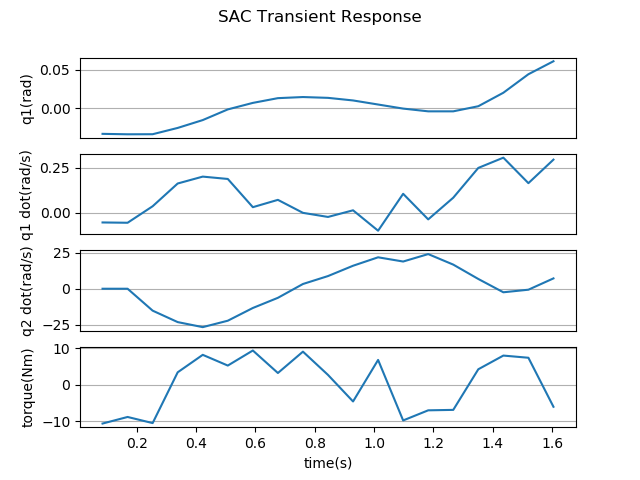 SAC Transient Response
q1(rad)
0.05
0.00
q1 dot(rad/s)
0.25
0.00
q2 dot(rad/s)
25
0
−25
torque(Nm)
10
0
−10
0.2 0.4 0.6 0.8 1.0 1.2 1.4 1.6
time(s)